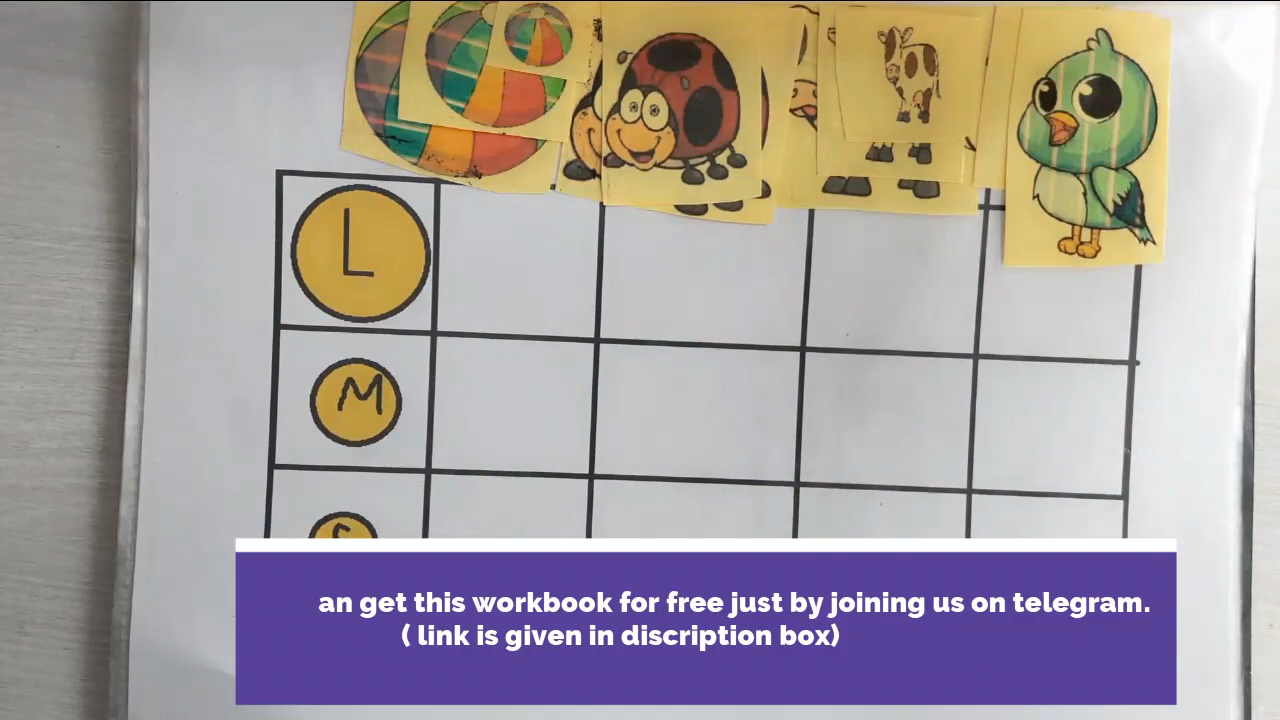 L
M
S
an get this workbook for free just by joining us on telegram.
( link is given in discription box)